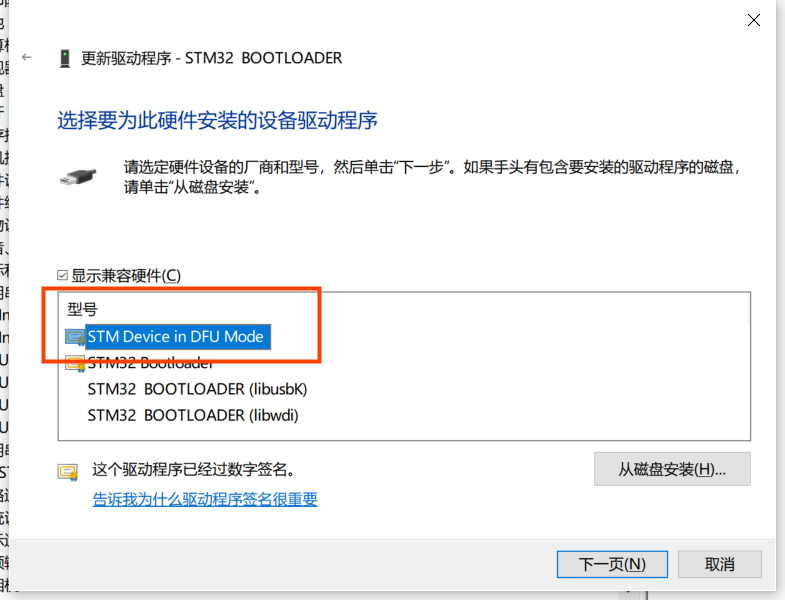 更新驱动程序 - STM32  BOOTLOADER
选择要为此硬件安装的设备驱动程序
请选定硬件设备的厂商和型号，然后单击“下一步”。如果手头有包含要安装的驱动程序的磁盘，
请单击“从磁盘安装”。
显示兼容硬件(C)
型号
STM Device in DFU Mode
STM32 Bootloader
STM32  BOOTLOADER (libusbK)
STM32  BOOTLOADER (libwdi)
这个驱动程序已经过数字签名。
从磁盘安装(H)...
告诉我为什么驱动程序签名很重要
下一页(N)
取消